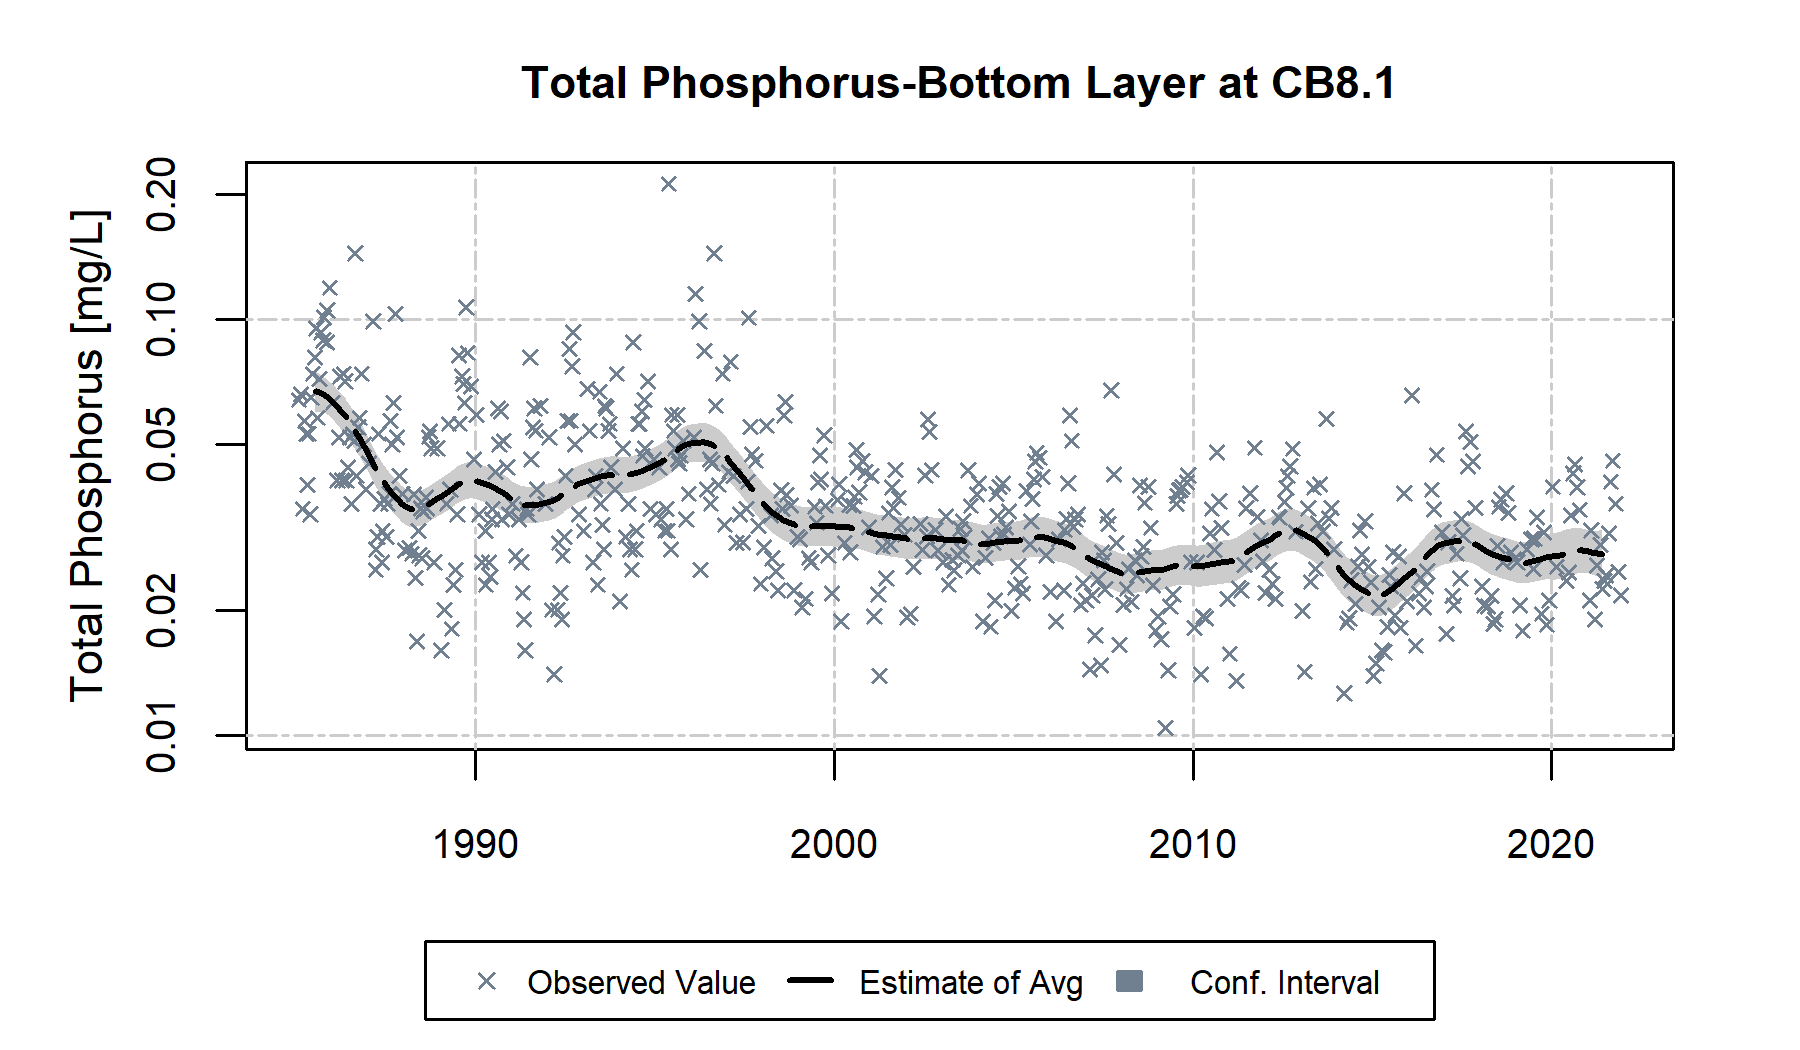 Total Phosphorus-Bottom Layer at CB8.1
Total Phosphorus [mg/L]
0.20
0.10
0.05
0.02
0.01
1990 2000 2010 2020
Observed Value Estimate of Avg Conf. Interval